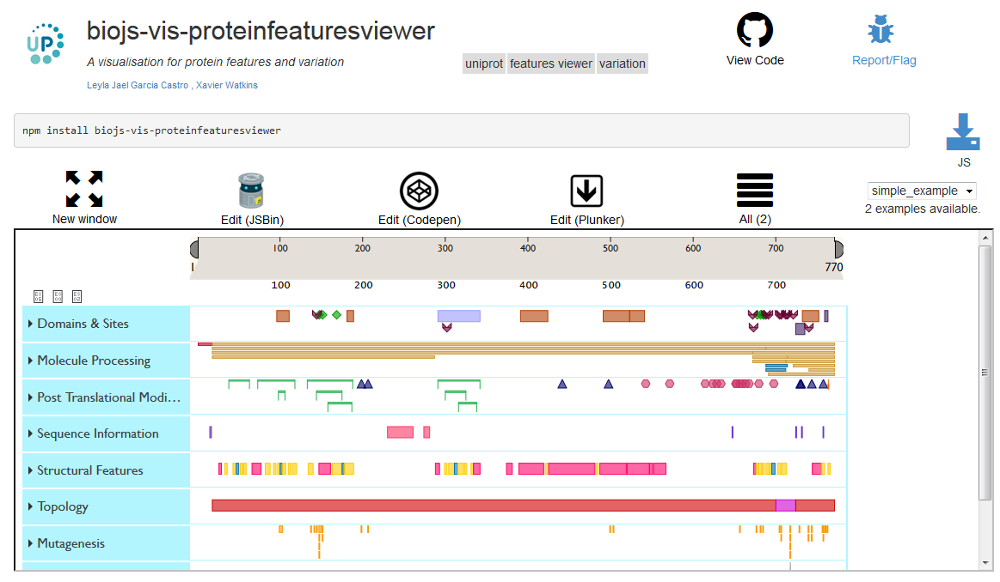 UP
biojs-vis-proteinfeaturesviewer
A visualisation for protein features and variation
Leyla Jael Garcia Castro , Xavier Watkins
uniprot features viewer variation
View Code
Report/Flag
npm install biojs-vis-proteinfeaturesviewer
JS
New window
Edit (JSBin)
Edit (Codepen)
Edit (Plunker)
All (2)
simple_example
2 examples available.
100 200 300 400 500 600 700
770
100 200 300 400 500 600 700
Domains & Sites
Molecule Processing
Post Translational Modi...
Sequence Information
Structural Features
Topology
Mutagenesis